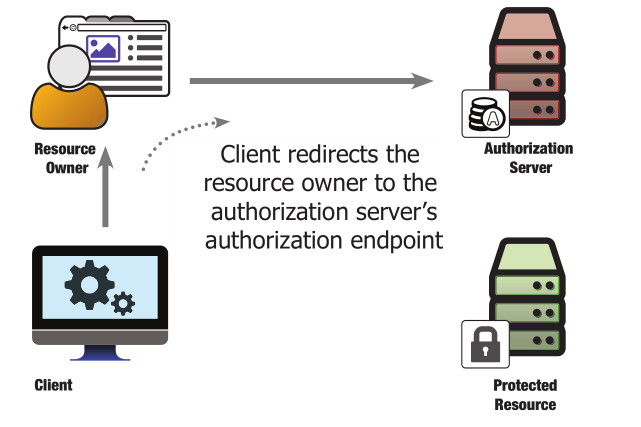 Resource
Owner
Authorization
Server
Client redirects the
resource owner to the
authorization server’s
authorization endpoint
A
Client
Protected
Resource